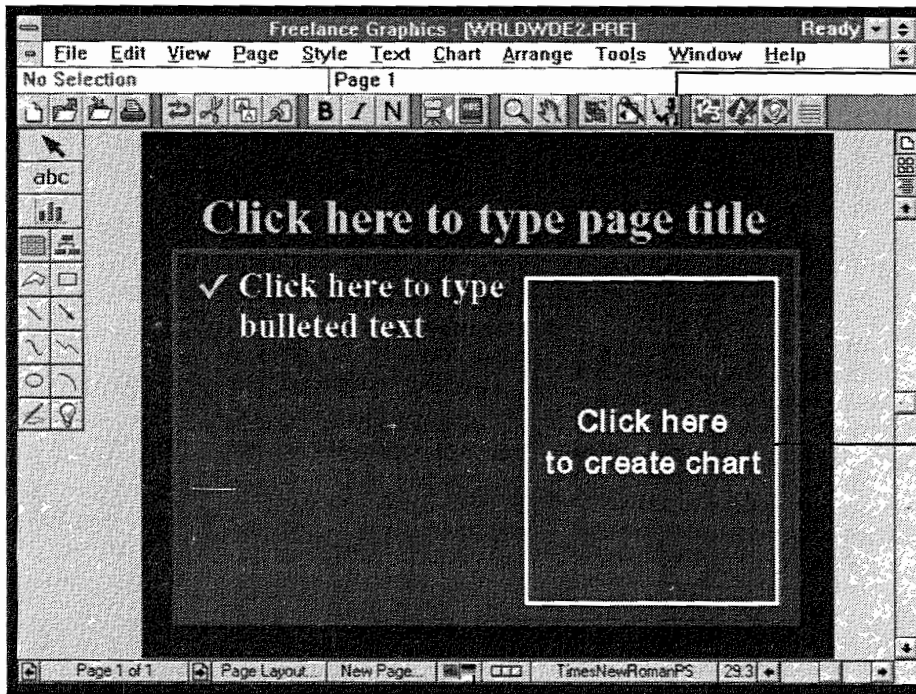 Freelance Graphics - [WRLDWDE2.PRE] Ready
File Edit View Page Style Text Chart Arrange Tools Window Help
No Selection Page 1
B I N
abc
Click here to type page title
✓ Click here to type
bulleted text
Click here
to create chart
Page 1 of 1 Page Layout... New Page... TimesNewRomanPS 29.3